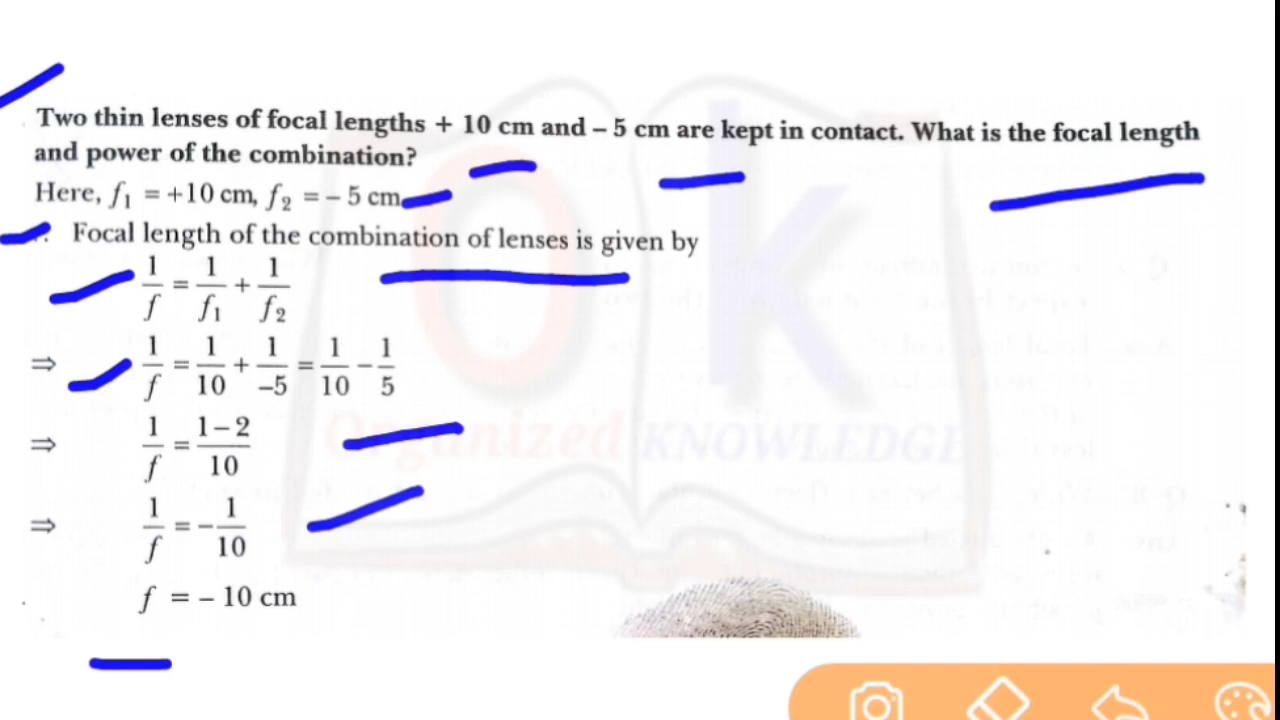 Two thin lenses of focal lengths + 10 cm and – 5 cm are kept in contact. What is the focal length
and power of the combination?
Here, f₁ = +10 cm, f₂ = – 5 cm
∴ Focal length of the combination of lenses is given by
1/f = 1/f₁ + 1/f₂
⇒ 1/f = 1/10 + 1/–5 = 1/10 – 1/5
⇒ 1/f = 1–2/10
⇒ 1/f = – 1/10
f = – 10 cm
OK
Organized KNOWLEDGE